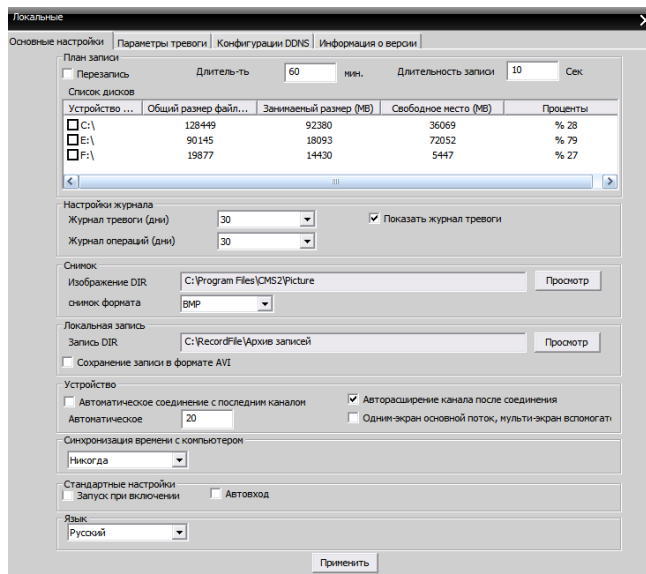 Локальные
Основные настройки Параметры тревоги Конфигурации DDNS Информация о версии
План записи
Перезапись Длитель-ть 60 мин. Длительность записи 10 Сек
Список дисков
Устройство ... Общий размер файл... Занимаемый размер (МВ) Свободное место (МВ) Проценты
C:\ 128449 92380 36069 % 28
E:\ 90145 18093 72052 % 79
F:\ 19877 14430 5447 % 27
Настройки журнала
Журнал тревоги (дни) 30 Показать журнал тревоги
Журнал операций (дни) 30
Снимок
Изображение DIR C:\Program Files\CMS2\Picture Просмотр
снимок формата BMP
Локальная запись
Запись DIR C:\RecordFile\Архив записей Просмотр
Сохранение записи в формате AVI
Устройство
Автоматическое соединение с последним каналом Авторасширение канала после соединения
Автоматическое 20 Одним-экран основной поток, мульти-экран вспомогат
Синхронизация времени с компьютером
Никогда
Стандартные настройки
Запуск при включении Автовход
Язык
Русский
Применить